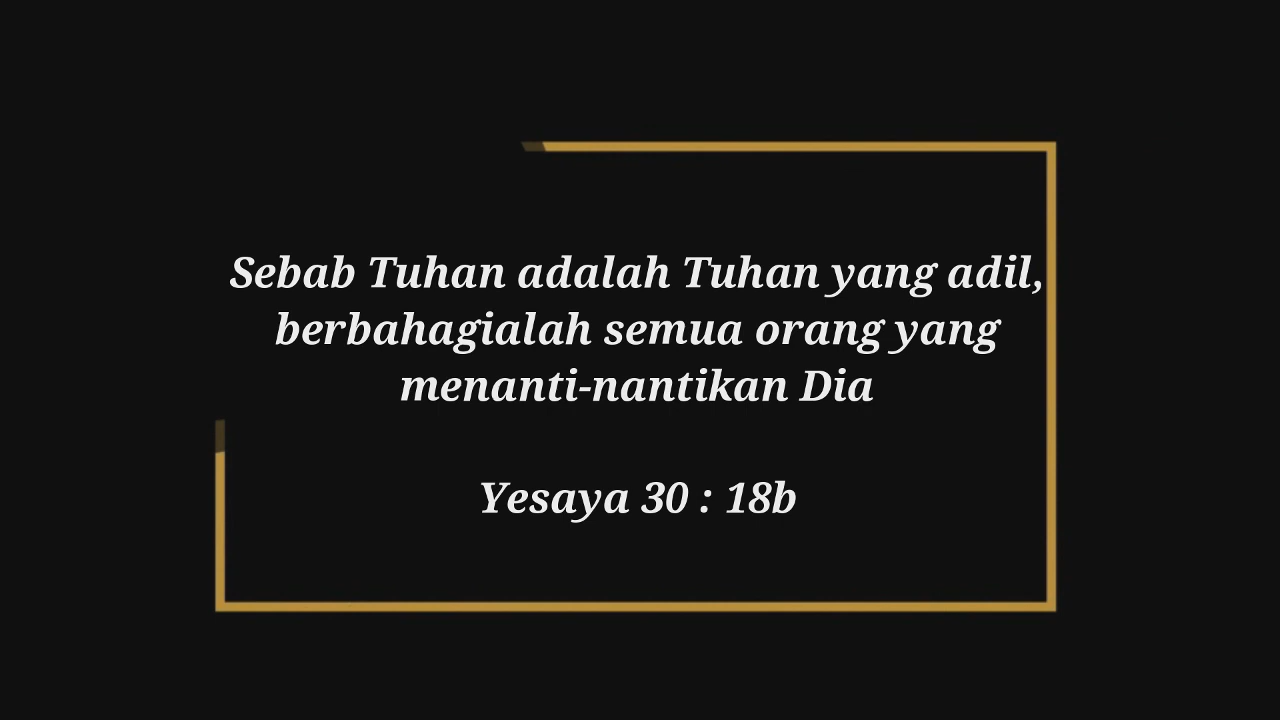 Sebab Tuhan adalah Tuhan yang adil,
berbahagialah semua orang yang
menanti-nantikan Dia
Yesaya 30 : 18b